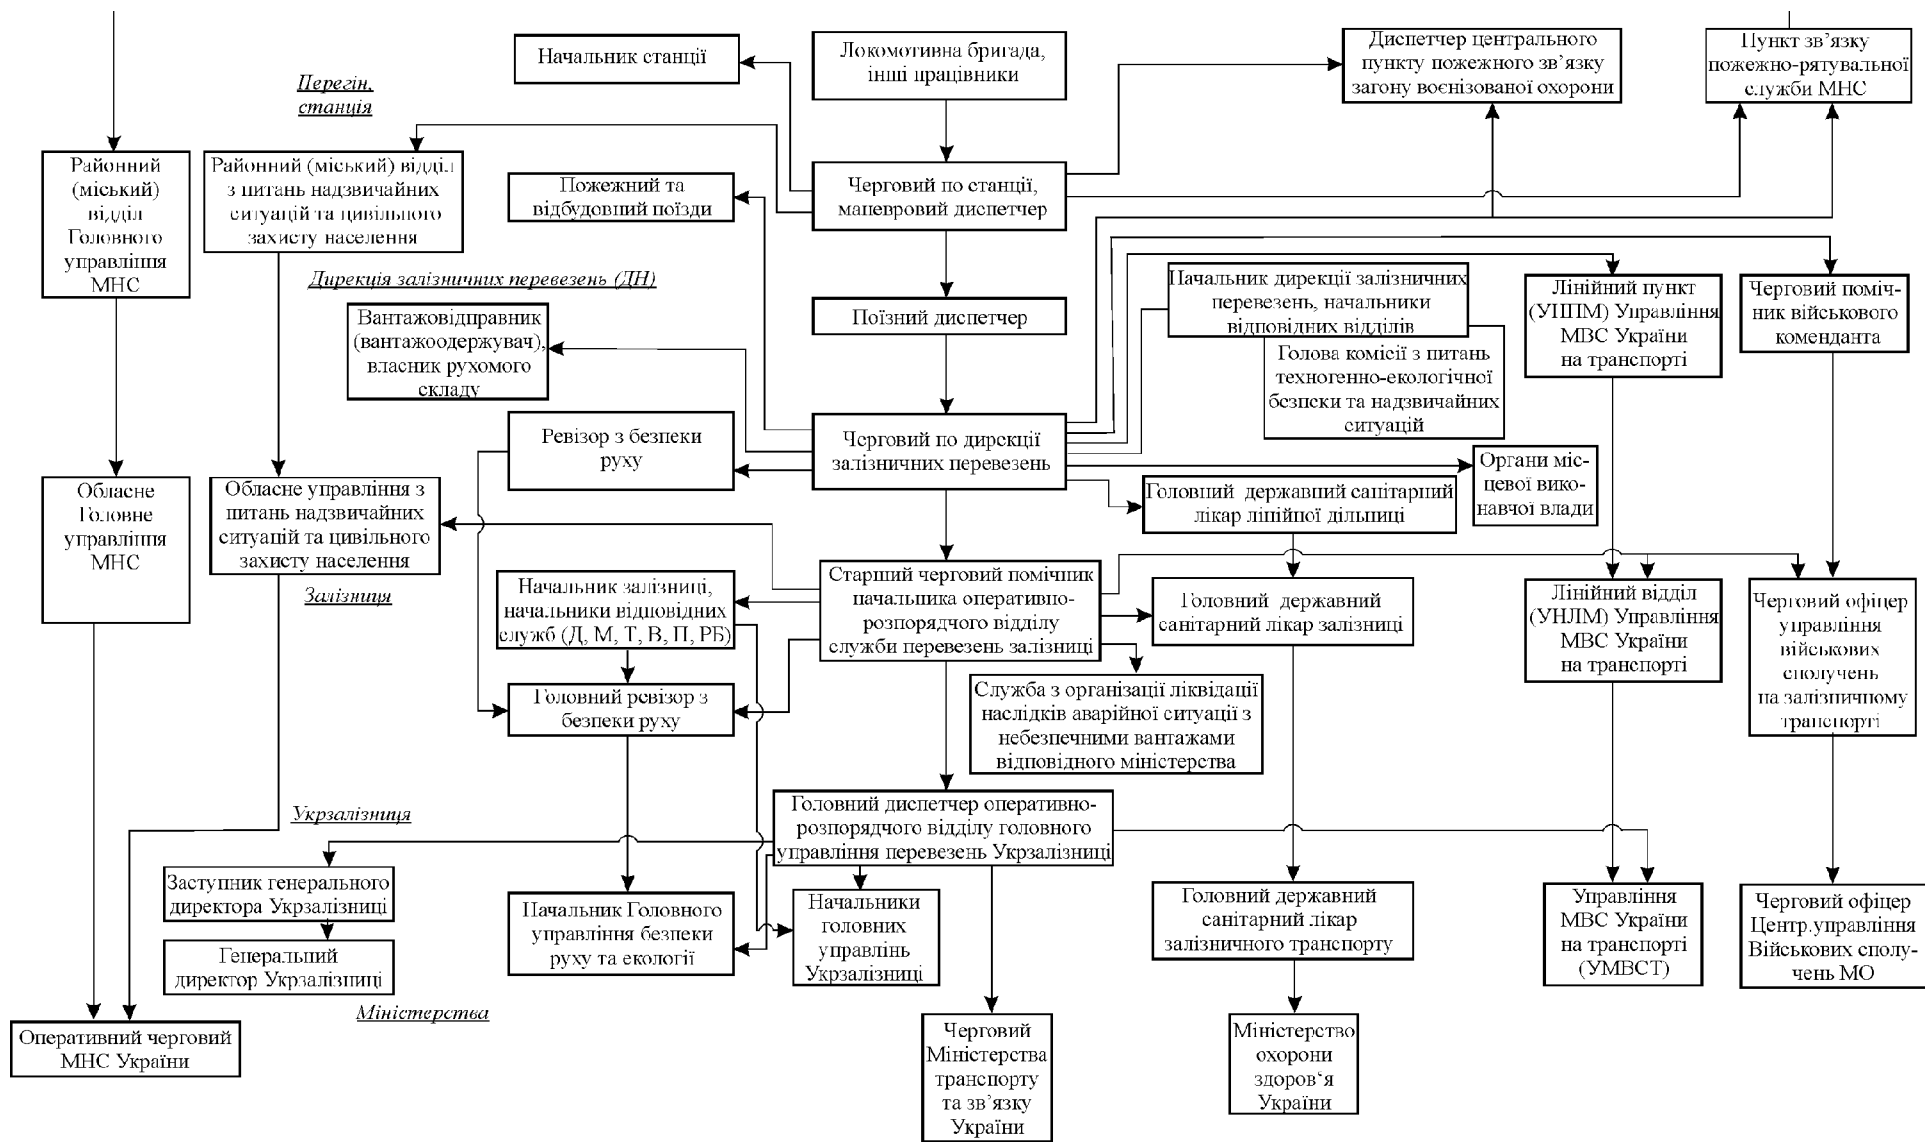 Начальник станції
Локомотивна бригада,
інші працівники
Диспетчер центрального
пункту пожежного зв’язку
загону воєнізованої охорони
Пункт зв’язку
пожежно-рятувальної
служби МНС
Перегін,
станція
Районний
(міський)
відділ
Головного
управління
МНС
Районний (міський) відділ
з питань надзвичайних
ситуацій та цивільного
захисту населення
Пожежний та
відбудовний поїзди
Черговий по станції,
маневровий диспетчер
Дирекція залізничних перевезень (ДН)
Вантажовідправник
(вантажоодержувач),
власник рухомого
складу
Поїзний диспетчер
Начальник дирекції залізничних
перевезень, начальники
відповідних відділів
Голова комісії з питань
техногенно-екологічної
безпеки та надзвичайних
ситуацій
Лінійний пункт
(УНПМ) Управління
МВС України
на транспорті
Черговий поміч-
ник військового
коменданта
Ревізор з безпеки
руху
Черговий по дирекції
залізничних перевезень
Органи міс-
цевої вико-
навчої влади
Обласне
Головне
управління
МНС
Обласне управління з
питань надзвичайних
ситуацій та цивільного
захисту населення
Головний державний санітарний
лікар лінійної дільниці
Залізниця
Начальник залізниці,
начальники відповідних
служб (Д, М, Т, В, П, РБ)
Старший черговий помічник
начальника оперативно-
розпорядчого відділу
служби перевезень залізниці
Головний державний
санітарний лікар залізниці
Лінійний відділ
(УНЛМ) Управління
МВС України
на транспорті
Черговий офіцер
управління
військових
сполучень
на залізничному
транспорті
Головний ревізор з
безпеки руху
Служба з організації ліквідації
наслідків аварійної ситуації з
небезпечними вантажами
відповідного міністерства
Укрзалізниця
Головний диспетчер оперативно-
розпорядчого відділу головного
управління перевезень Укрзалізниці
Заступник генерального
директора Укрзалізниці
Генеральний
директор Укрзалізниці
Начальник Головного
управління безпеки
руху та екології
Начальники
головних
управлінь
Укрзалізниці
Головний державний
санітарний лікар
залізничного транспорту
Управління
МВС України
на транспорті
(УМВСТ)
Черговий офіцер
Центр.управління
Військових сполу-
чень МО
Міністерства
Оперативний черговий
МНС України
Черговий
Міністерства
транспорту
та зв’язку
України
Міністерство
охорони
здоров‘я
України